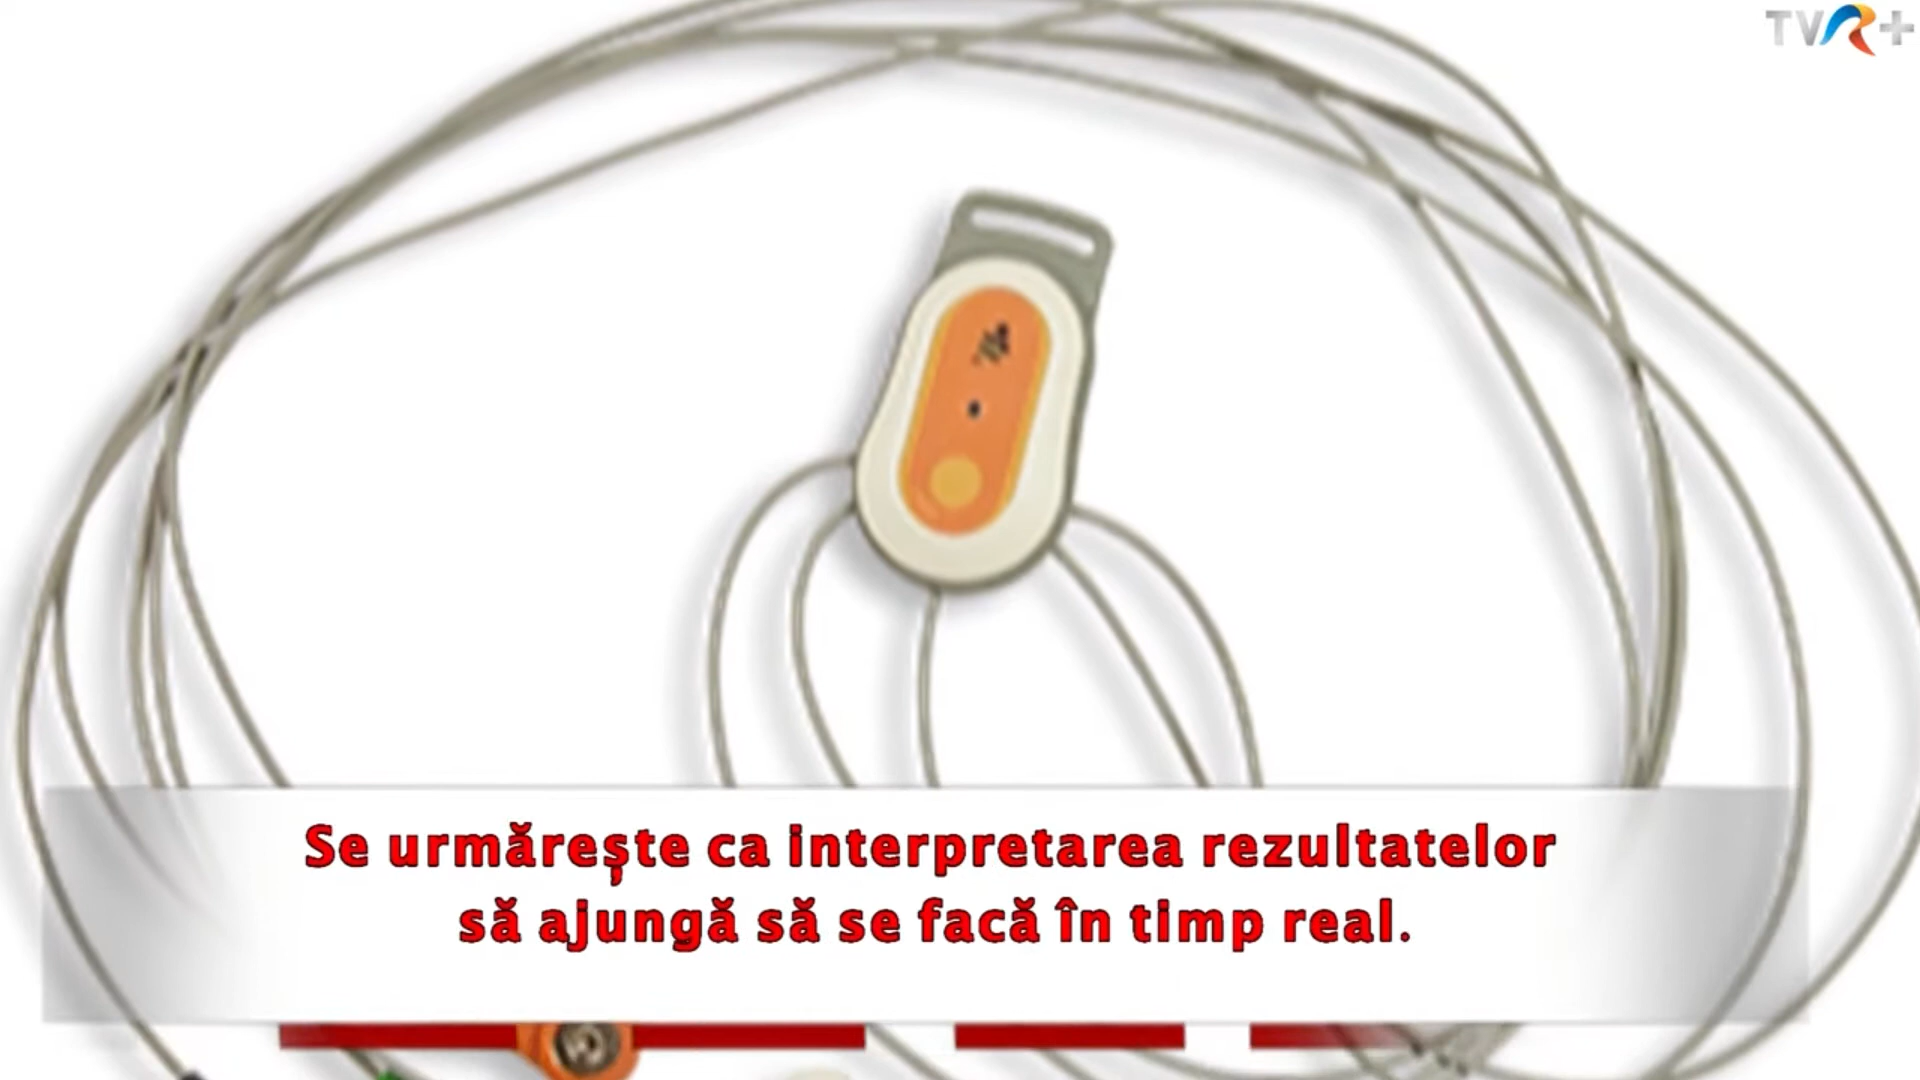 TVR+
Se urmărește ca interpretarea rezultatelor
să ajungă să se facă în timp real.